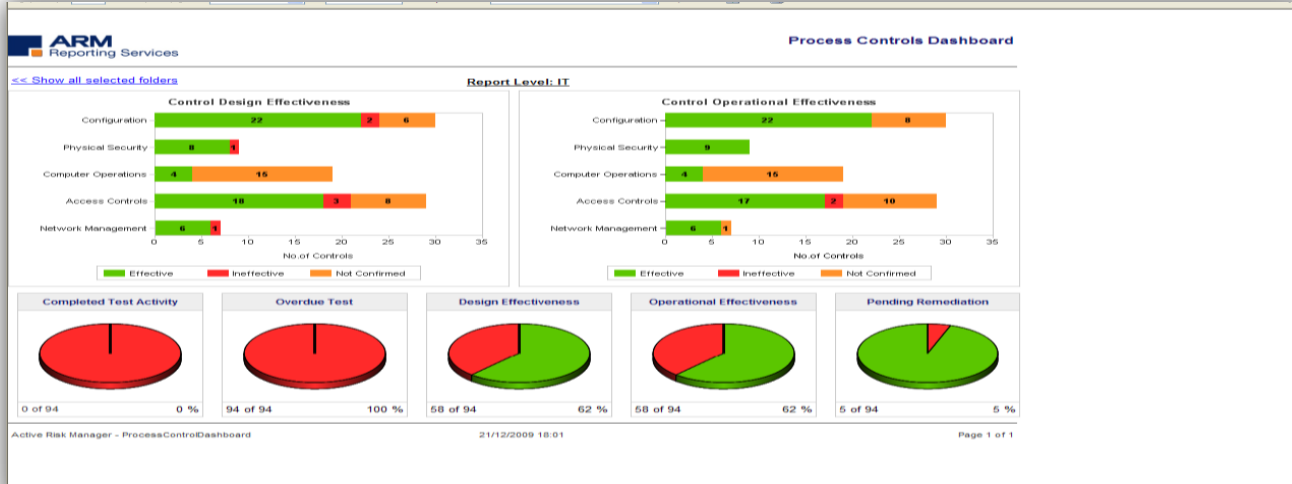 ARM
Reporting Services
Process Controls Dashboard
<< Show all selected folders
Report Level: IT
Control Design Effectiveness
Configuration 22 2 6
Physical Security 8 1
Computer Operations 4 15
Access Controls 18 3 8
Network Management 6 1
0 5 10 15 20 25 30 35
No.of Controls
Effective Ineffective Not Confirmed
Control Operational Effectiveness
Configuration 22 8
Physical Security 9
Computer Operations 4 15
Access Controls 17 2 10
Network Management 6 1
0 5 10 15 20 25 30 35
No.of Controls
Effective Ineffective Not Confirmed
Completed Test Activity
0 of 94 0 %
Overdue Test
94 of 94 100 %
Design Effectiveness
58 of 94 62 %
Operational Effectiveness
58 of 94 62 %
Pending Remediation
5 of 94 5 %
Active Risk Manager - ProcessControlDashboard 21/12/2009 18:01 Page 1 of 1